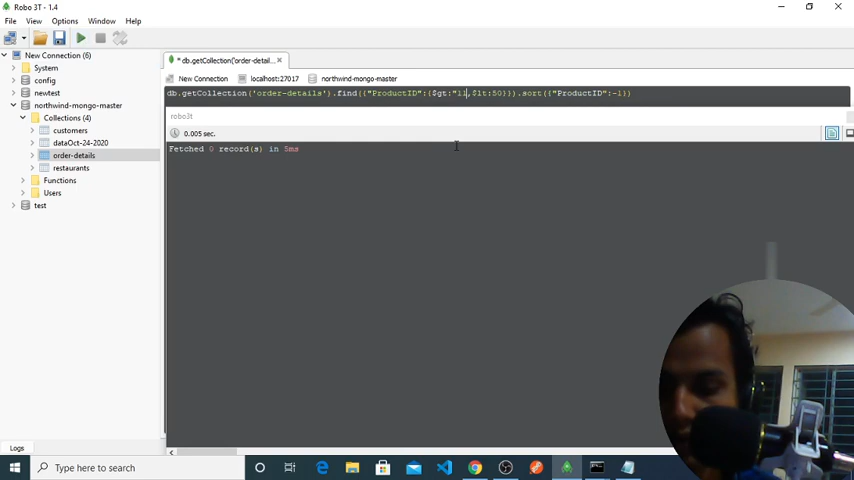 Robo 3T - 1.4
File View Options Window Help
New Connection (6)
System
config
newtest
northwind-mongo-master
Collections (4)
customers
dataOct-24-2020
order-details
restaurants
Functions
Users
test
* db.getCollection('order-detail...
New Connection localhost:27017 northwind-mongo-master
db.getCollection('order-details').find({"ProductID":{$gt:"11,$lt:50}}).sort({"ProductID":-1})
robo3t
0.005 sec.
Fetched 0 record(s) in 5ms
Logs
Type here to search